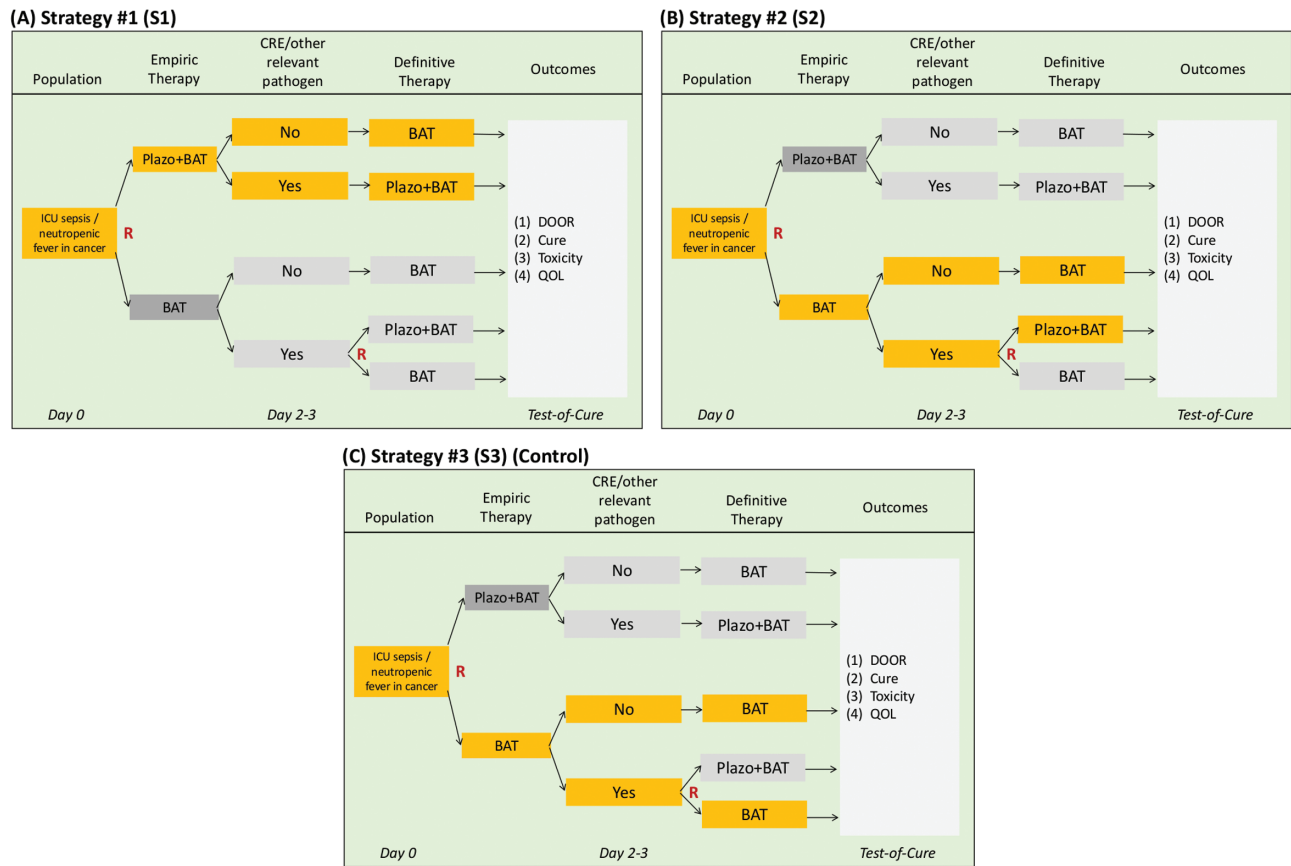 (A) Strategy #1 (S1)
Population
Empiric
Therapy
CRE/other
relevant
pathogen
Definitive
Therapy
Outcomes
ICU sepsis /
neutropenic
fever in cancer
R
Plazo+BAT
No
BAT
Yes
Plazo+BAT
BAT
No
BAT
Yes
R
Plazo+BAT
BAT
(1) DOOR
(2) Cure
(3) Toxicity
(4) QOL
Day 0
Day 2-3
Test-of-Cure
(B) Strategy #2 (S2)
Population
Empiric
Therapy
CRE/other
relevant
pathogen
Definitive
Therapy
Outcomes
ICU sepsis /
neutropenic
fever in cancer
R
Plazo+BAT
No
BAT
Yes
Plazo+BAT
BAT
No
BAT
Yes
R
Plazo+BAT
BAT
(1) DOOR
(2) Cure
(3) Toxicity
(4) QOL
Day 0
Day 2-3
Test-of-Cure
(C) Strategy #3 (S3) (Control)
Population
Empiric
Therapy
CRE/other
relevant
pathogen
Definitive
Therapy
Outcomes
ICU sepsis /
neutropenic
fever in cancer
R
Plazo+BAT
No
BAT
Yes
Plazo+BAT
BAT
No
BAT
Yes
R
Plazo+BAT
BAT
(1) DOOR
(2) Cure
(3) Toxicity
(4) QOL
Day 0
Day 2-3
Test-of-Cure